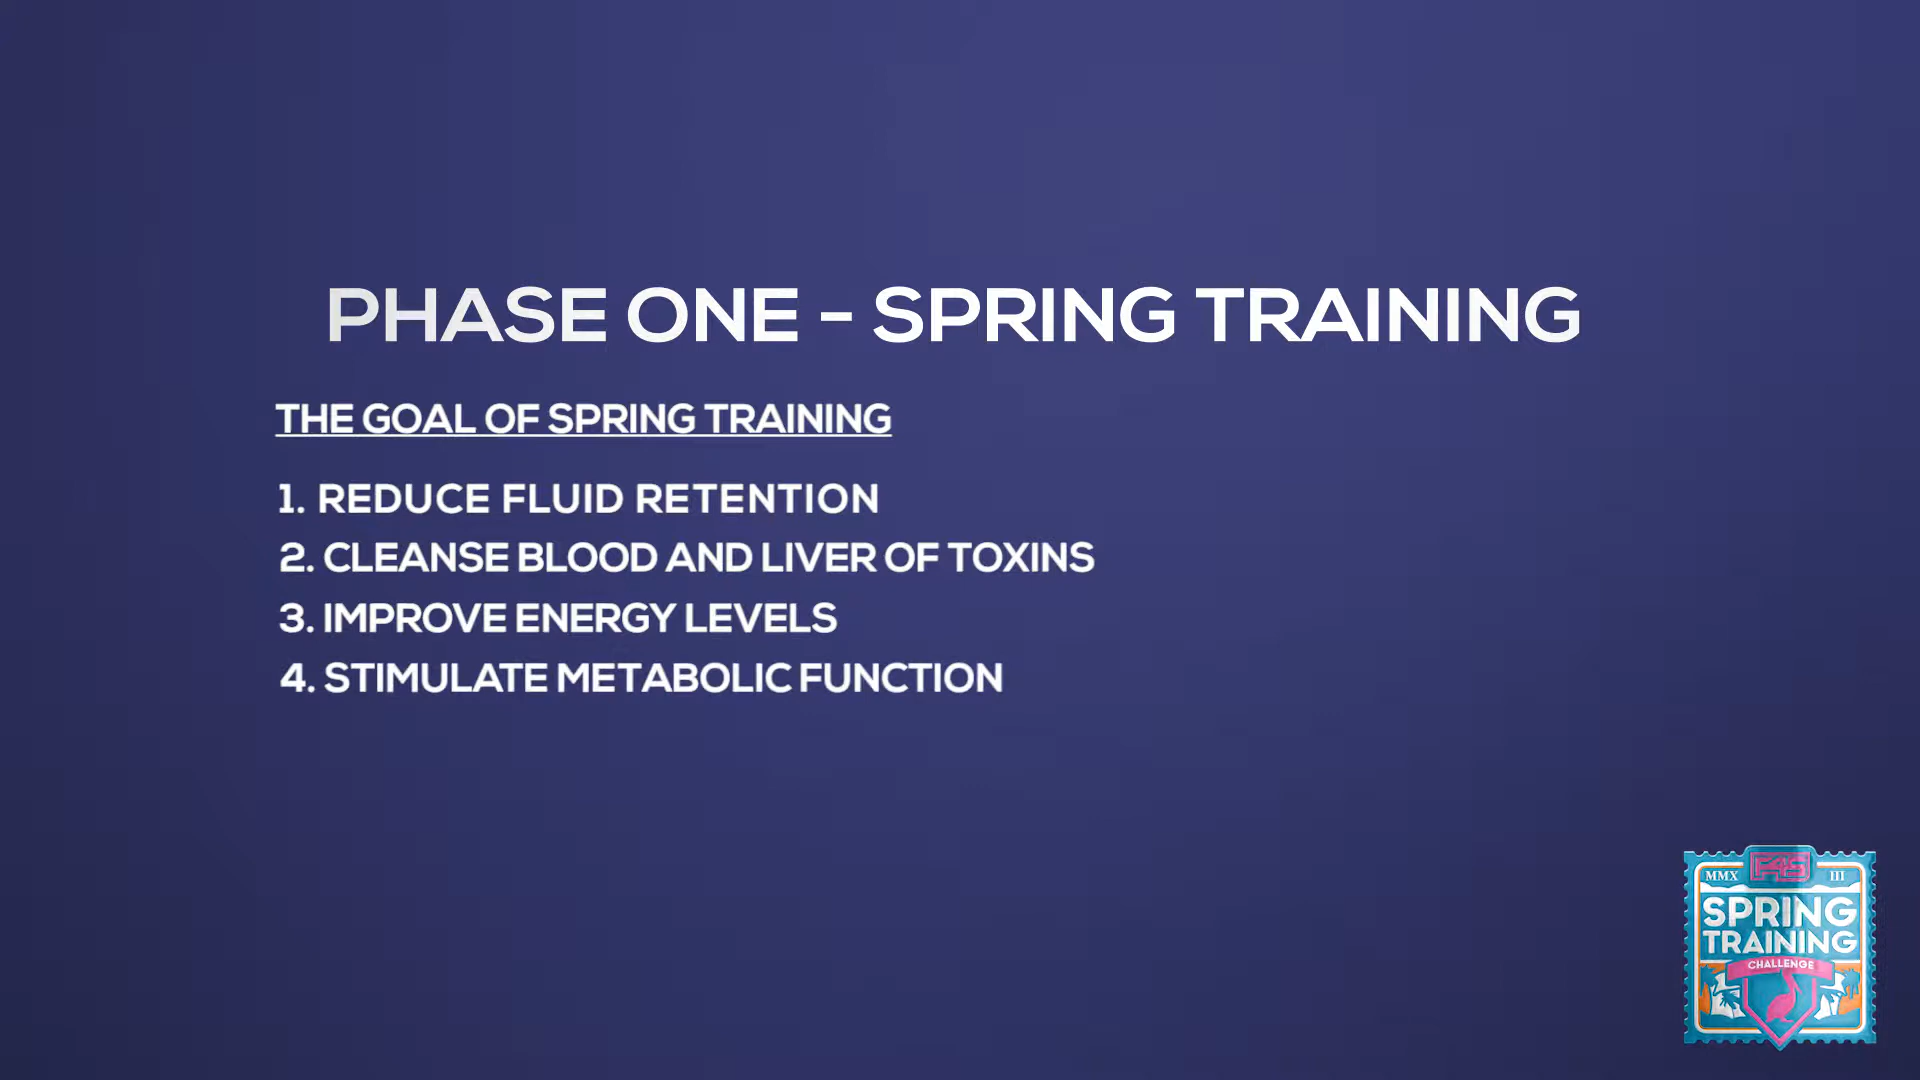 PHASE ONE - SPRING TRAINING
THE GOAL OF SPRING TRAINING
1. REDUCE FLUID RETENTION
2. CLEANSE BLOOD AND LIVER OF TOXINS
3. IMPROVE ENERGY LEVELS
4. STIMULATE METABOLIC FUNCTION
MMX F45 III
SPRING
TRAINING
CHALLENGE